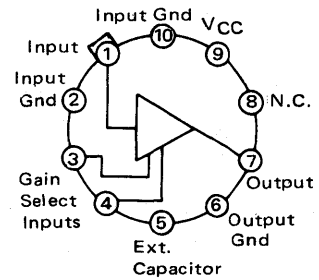 Input Gnd
VCC
Input
10
1
9
Input
Gnd
2
8
N.C.
3
7
Gain
Select
Inputs
Output
4
6
5
Output
Gnd
Ext.
Capacitor